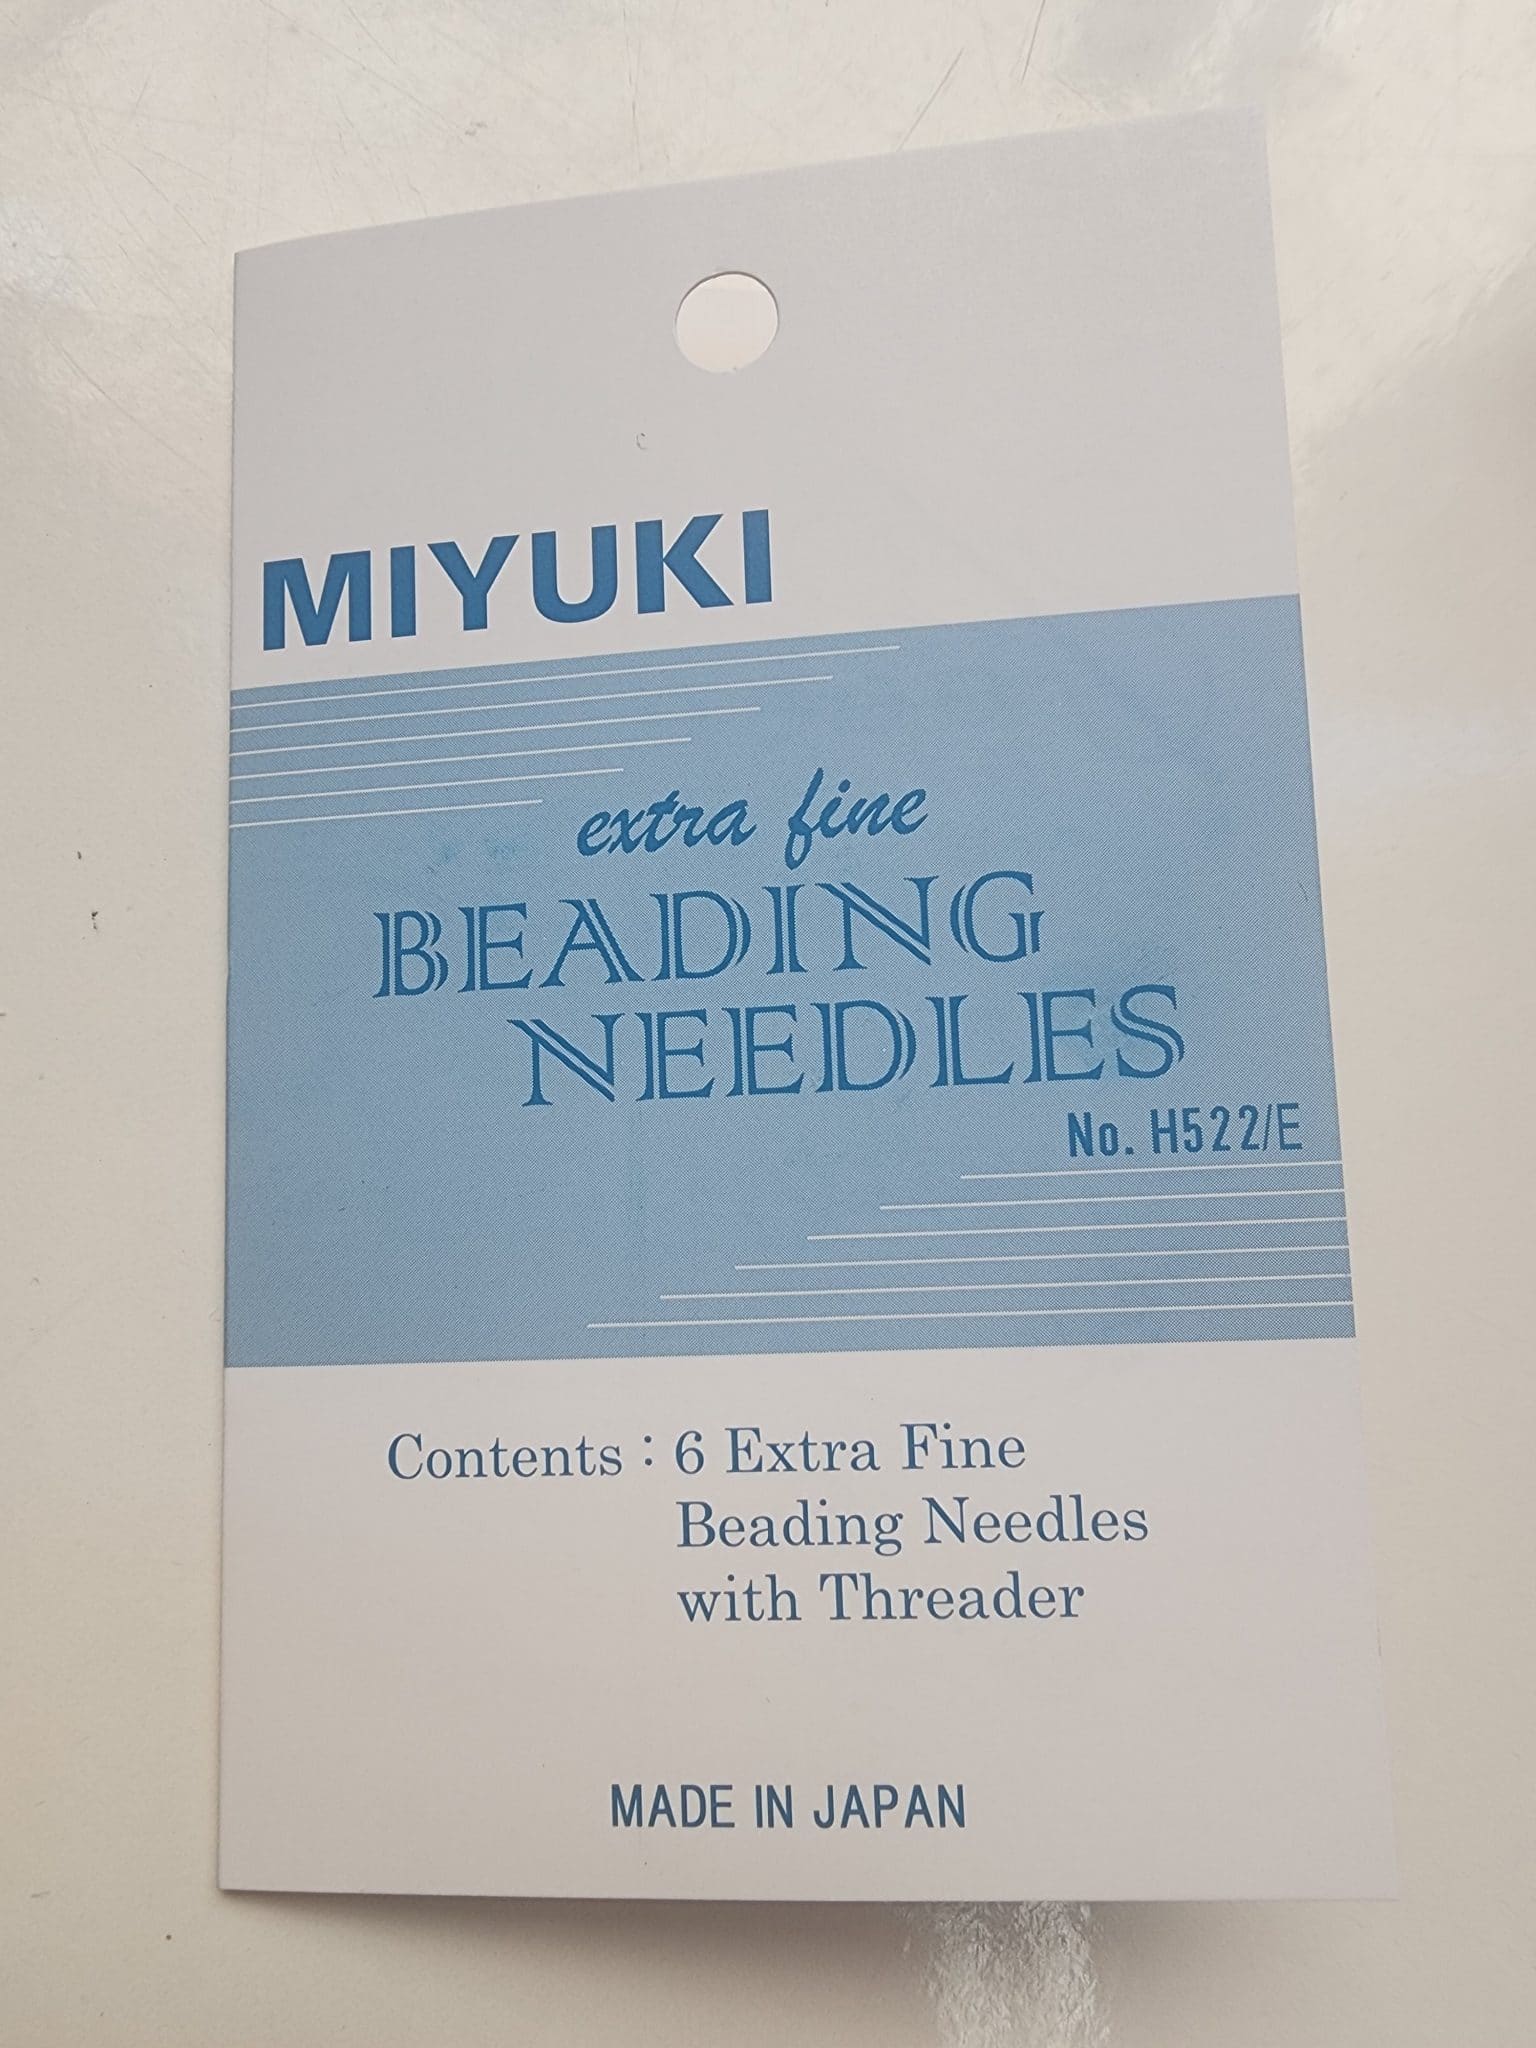 MIYUKI
extra fine
BEADING
NEEDLES
No. H522/E
Contents : 6 Extra Fine
Beading Needles
with Threader
MADE IN JAPAN